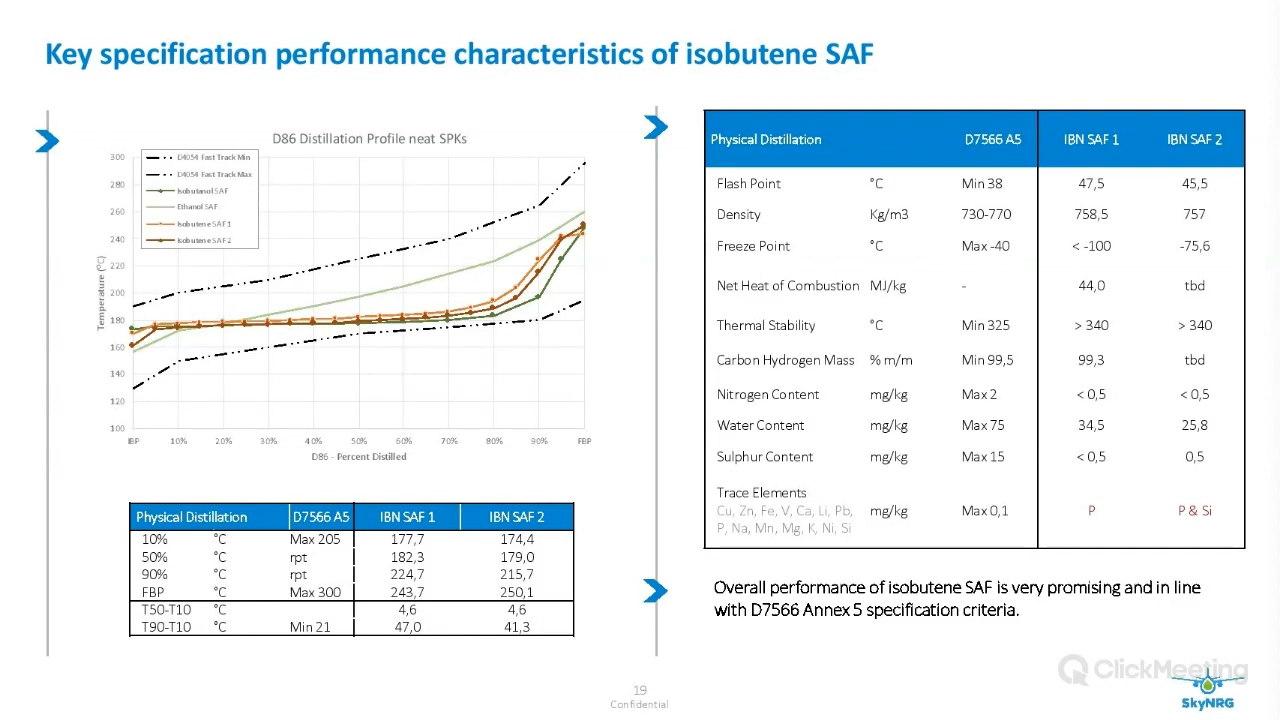 Key specification performance characteristics of isobutene SAF
D86 Distillation Profile neat SPKs
300
280
260
240
220
200
180
160
140
120
100
Temperature (°C)
D4054 Fast Track Min
D4054 Fast Track Max
Isobutanol SAF
Ethanol SAF
Isobutene SAF 1
Isobutene SAF 2
IBP 10% 20% 30% 40% 50% 60% 70% 80% 90% FBP
D86 - Percent Distilled
Physical Distillation D7566 A5 IBN SAF 1 IBN SAF 2
10% °C Max 205 177,7 174,4
50% °C rpt 182,3 179,0
90% °C rpt 224,7 215,7
FBP °C Max 300 243,7 250,1
T50-T10 °C 4,6 4,6
T90-T10 °C Min 21 47,0 41,3
Physical Distillation D7566 A5 IBN SAF 1 IBN SAF 2
Flash Point °C Min 38 47,5 45,5
Density Kg/m3 730-770 758,5 757
Freeze Point °C Max -40 < -100 -75,6
Net Heat of Combustion MJ/kg - 44,0 tbd
Thermal Stability °C Min 325 > 340 > 340
Carbon Hydrogen Mass % m/m Min 99,5 99,3 tbd
Nitrogen Content mg/kg Max 2 < 0,5 < 0,5
Water Content mg/kg Max 75 34,5 25,8
Sulphur Content mg/kg Max 15 < 0,5 0,5
Trace Elements
Cu, Zn, Fe, V, Ca, Li, Pb, mg/kg Max 0,1 P P & Si
P, Na, Mn, Mg, K, Ni, Si
Overall performance of isobutene SAF is very promising and in line
with D7566 Annex 5 specification criteria.
19
Confidential
ClickMeeting
SkyNRG